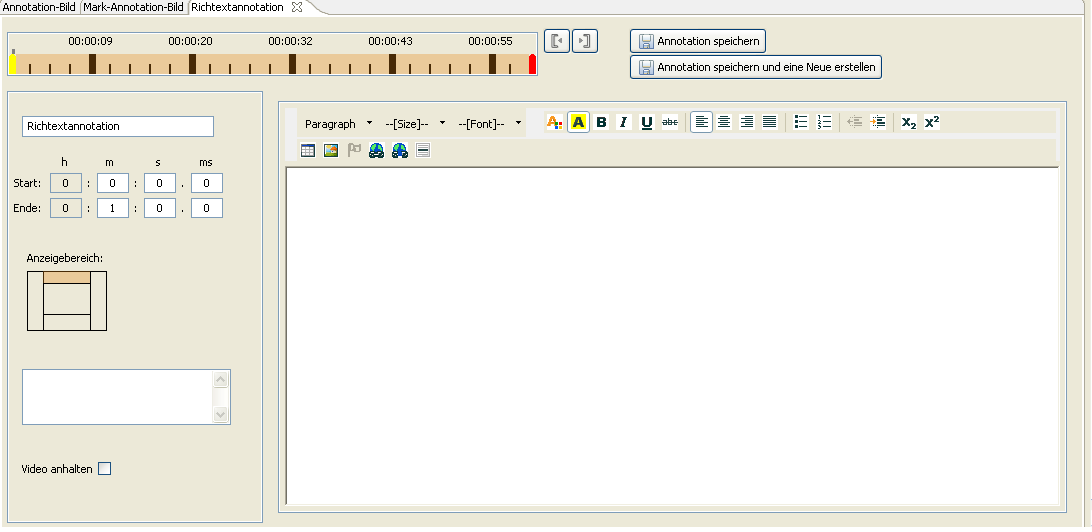 Annotation-Bild Mark-Annotation-Bild Richtextannotation
00:00:09 00:00:20 00:00:32 00:00:43 00:00:55
Annotation speichern
Annotation speichern und eine Neue erstellen
Richtextannotation
h m s ms
Start: 0 : 0 : 0 . 0
Ende: 0 : 1 : 0 . 0
Anzeigebereich:
Video anhalten
Paragraph --[Size]-- --[Font]-- A A B I U abc X₂ X²